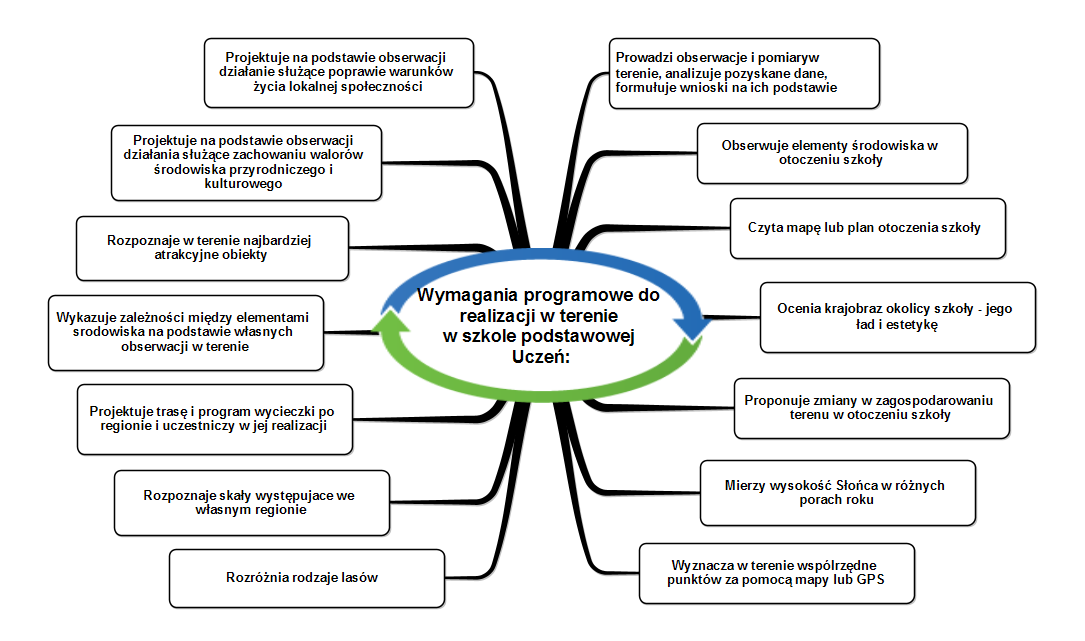 Projektuje na podstawie obserwacji
działanie służące poprawie warunków
życia lokalnej społeczności
Projektuje na podstawie obserwacji
działania służące zachowaniu walorów
środowiska przyrodniczego i
kulturowego
Rozpoznaje w terenie najbardziej
atrakcyjne obiekty
Wykazuje zależności między elementami
srodowiska na podstawie własnych
obserwacji w terenie
Projektuje trasę i program wycieczki po
regionie i uczestniczy w jej realizacji
Rozpoznaje skały występujace we
własnym regionie
Rozróżnia rodzaje lasów
Wymagania programowe do
realizacji w terenie
w szkole podstawowej
Uczeń:
Prowadzi obserwacje i pomiaryw
terenie, analizuje pozyskane dane,
formułuje wnioski na ich podstawie
Obserwuje elementy środowiska w
otoczeniu szkoły
Czyta mapę lub plan otoczenia szkoły
Ocenia krajobraz okolicy szkoły - jego
ład i estetykę
Proponuje zmiany w zagospodarowaniu
terenu w otoczeniu szkoły
Mierzy wysokość Słońca w różnych
porach roku
Wyznacza w terenie współrzędne
punktów za pomocą mapy lub GPS